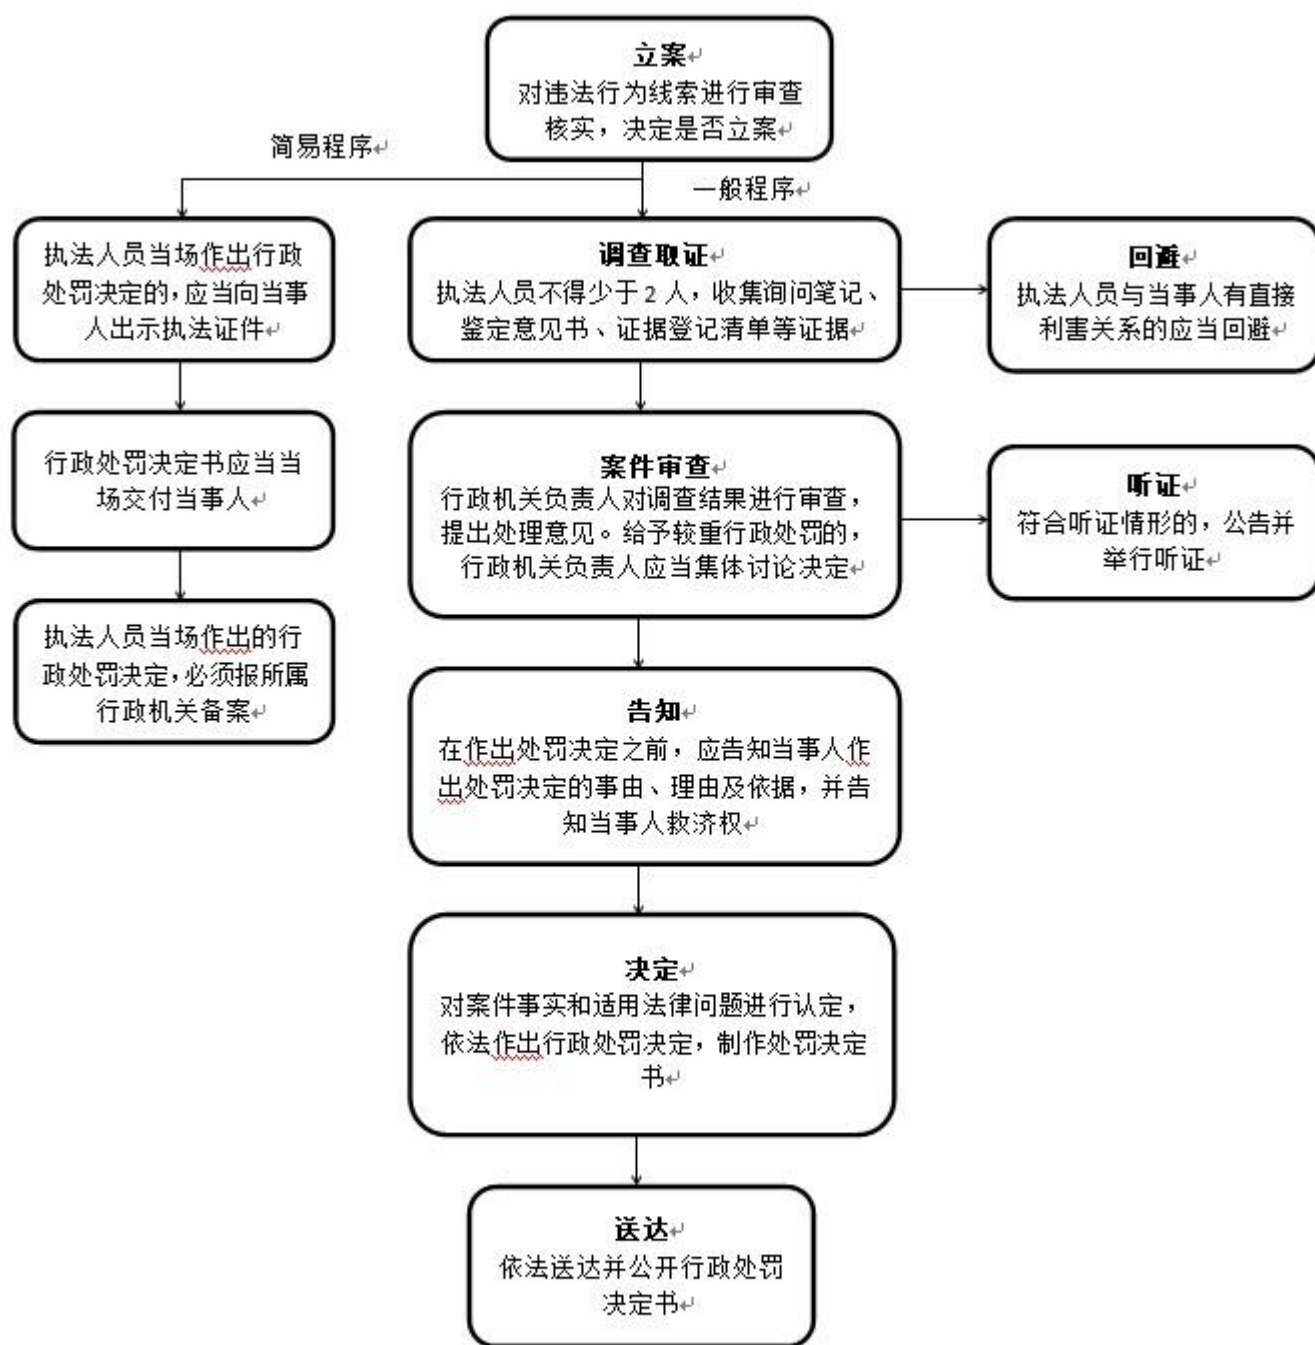 立案
对违法行为线索进行审查
核实，决定是否立案
简易程序
一般程序
执法人员当场作出行政
处罚决定的，应当向当事
人出示执法证件
行政处罚决定书应当当
场交付当事人
执法人员当场作出的行
政处罚决定，必须报所属
行政机关备案
调查取证
执法人员不得少于2人，收集询问笔记、
鉴定意见书、证据登记清单等证据
回避
执法人员与当事人有直接
利害关系的应当回避
案件审查
行政机关负责人对调查结果进行审查，
提出处理意见。给予较重行政处罚的，
行政机关负责人应当集体讨论决定
听证
符合听证情形的，公告并
举行听证
告知
在作出处罚决定之前，应告知当事人作
出处罚决定的事由、理由及依据，并告
知当事人救济权
决定
对案件事实和适用法律问题进行认定，
依法作出行政处罚决定，制作处罚决定
书
送达
依法送达并公开行政处罚
决定书